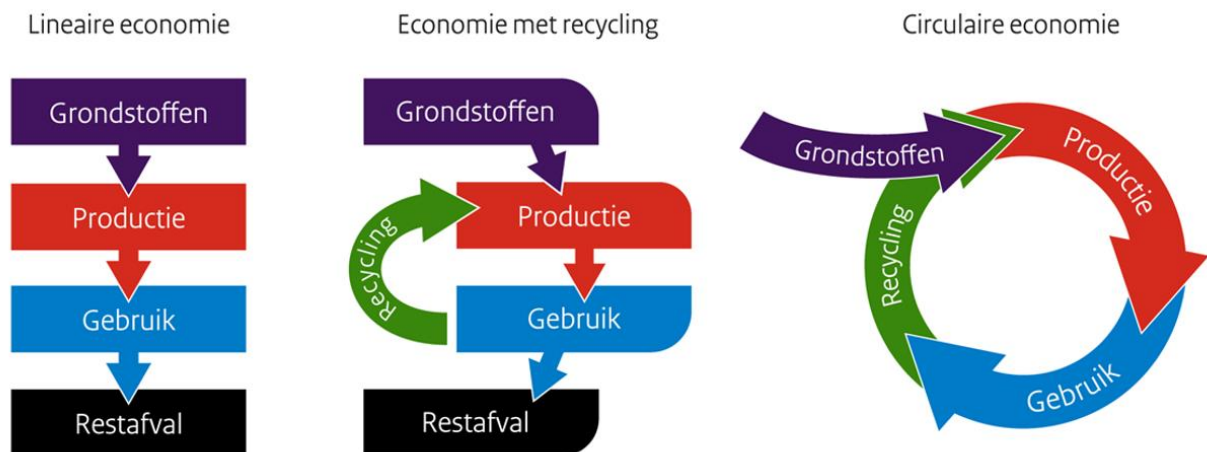 Lineaire economie
Grondstoffen
Productie
Gebruik
Restafval
Economie met recycling
Grondstoffen
Productie
Recycling
Gebruik
Restafval
Circulaire economie
Grondstoffen
Productie
Gebruik
Recycling